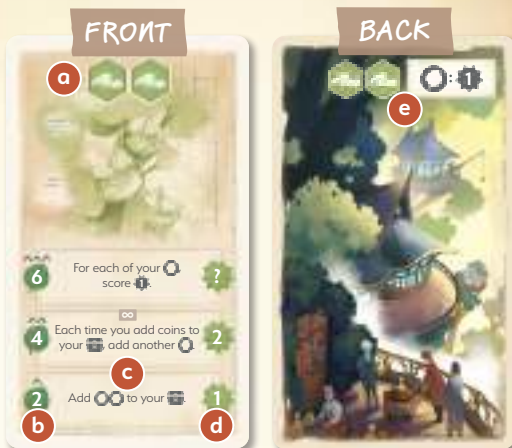 FRONT
BACK
a
: 1
e
6
For each of your
score 1.
?
∞
4
Each time you add coins to
your , add another .
2
c
2
Add to your .
1
b
d